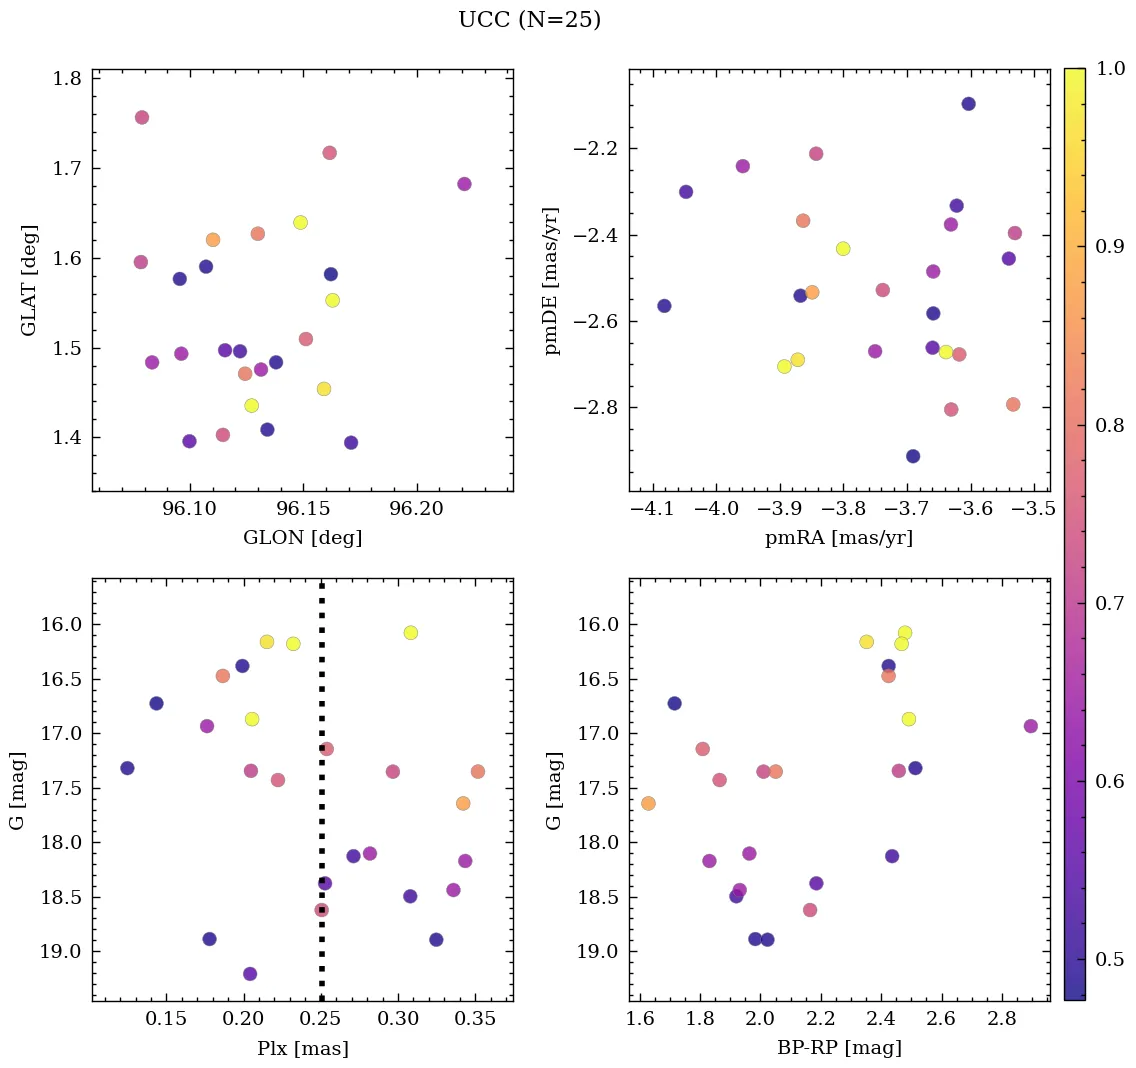 UCC (N=25)
1.8
1.7
1.6
1.5
1.4
GLAT [deg]
96.10 96.15 96.20
GLON [deg]
−2.2
−2.4
−2.6
−2.8
pmDE [mas/yr]
−4.1 −4.0 −3.9 −3.8 −3.7 −3.6 −3.5
pmRA [mas/yr]
1.0
0.9
0.8
0.7
0.6
0.5
16.0
16.5
17.0
17.5
18.0
18.5
19.0
G [mag]
0.15 0.20 0.25 0.30 0.35
Plx [mas]
16.0
16.5
17.0
17.5
18.0
18.5
19.0
G [mag]
1.6 1.8 2.0 2.2 2.4 2.6 2.8
BP-RP [mag]